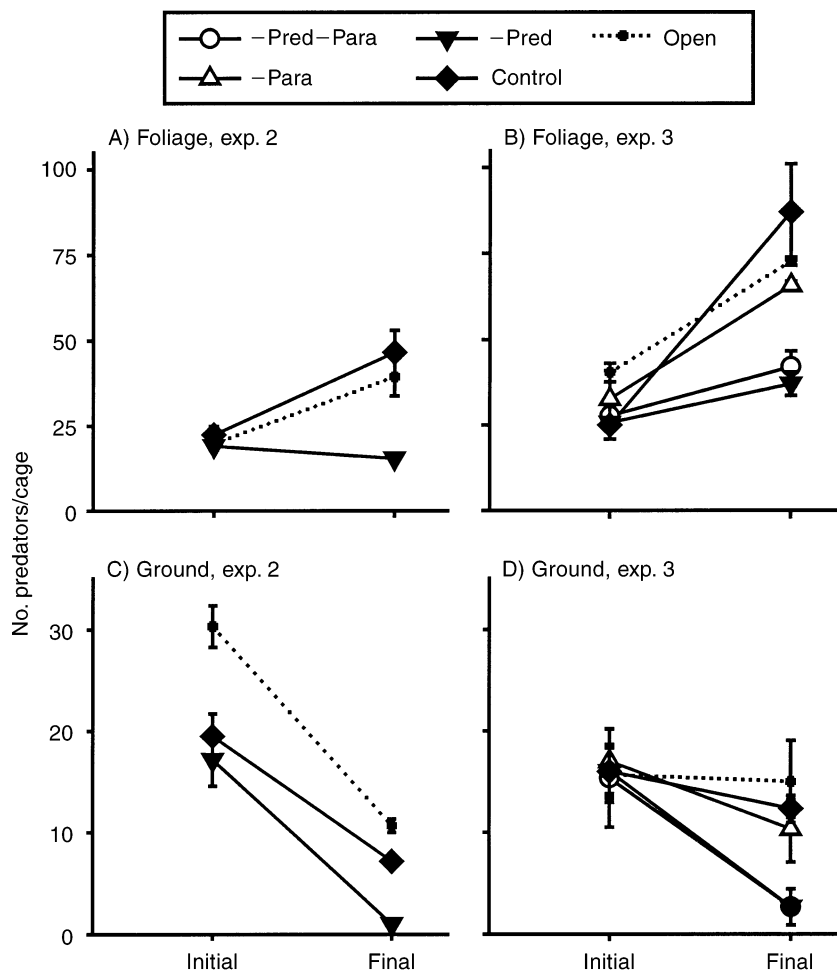 −Pred−Para −Pred Open
−Para Control
A) Foliage, exp. 2 B) Foliage, exp. 3
100
75
50
25
0
No. predators/cage
C) Ground, exp. 2 D) Ground, exp. 3
30
20
10
0
Initial Final Initial Final